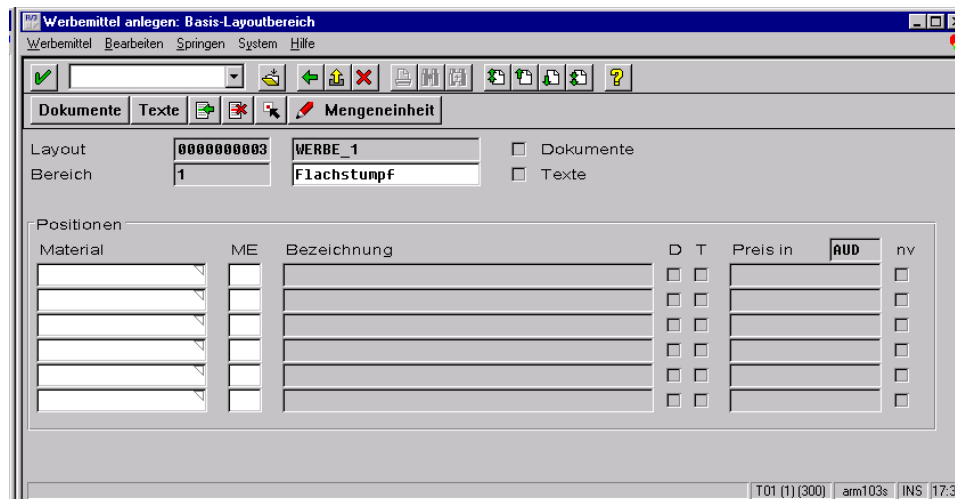 Werbemittel anlegen: Basis-Layoutbereich
Werbemittel Bearbeiten Springen System Hilfe
Dokumente Texte Mengeneinheit
Layout 0000000003 WERBE_1 Dokumente
Bereich 1 Flachstumpf Texte
Positionen
Material ME Bezeichnung D T Preis in AUD nv
T01 (1) (300) arm103s INS